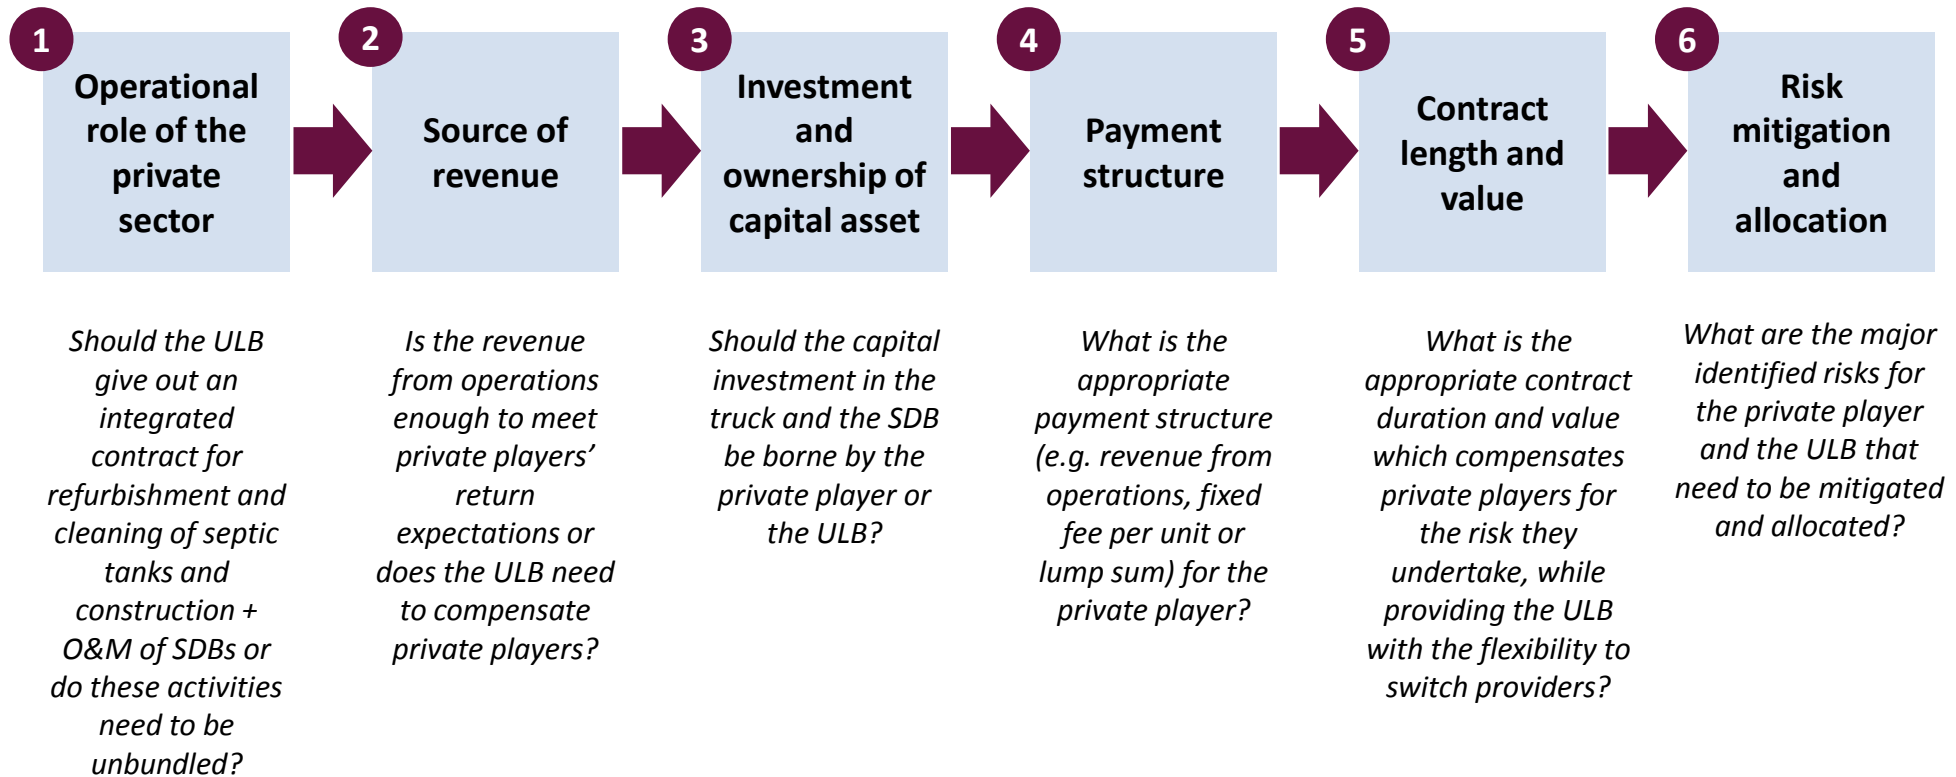 1
Operational
role of the
private
sector
Should the ULB
give out an
integrated
contract for
refurbishment and
cleaning of septic
tanks and
construction +
O&M of SDBs or
do these activities
need to be
unbundled?
2
Source of
revenue
Is the revenue
from operations
enough to meet
private players’
return
expectations or
does the ULB need
to compensate
private players?
3
Investment
and
ownership of
capital asset
Should the capital
investment in the
truck and the SDB
be borne by the
private player or
the ULB?
4
Payment
structure
What is the
appropriate
payment structure
(e.g. revenue from
operations, fixed
fee per unit or
lump sum) for the
private player?
5
Contract
length and
value
What is the
appropriate contract
duration and value
which compensates
private players for
the risk they
undertake, while
providing the ULB
with the flexibility to
switch providers?
6
Risk
mitigation
and
allocation
What are the major
identified risks for
the private player
and the ULB that
need to be mitigated
and allocated?